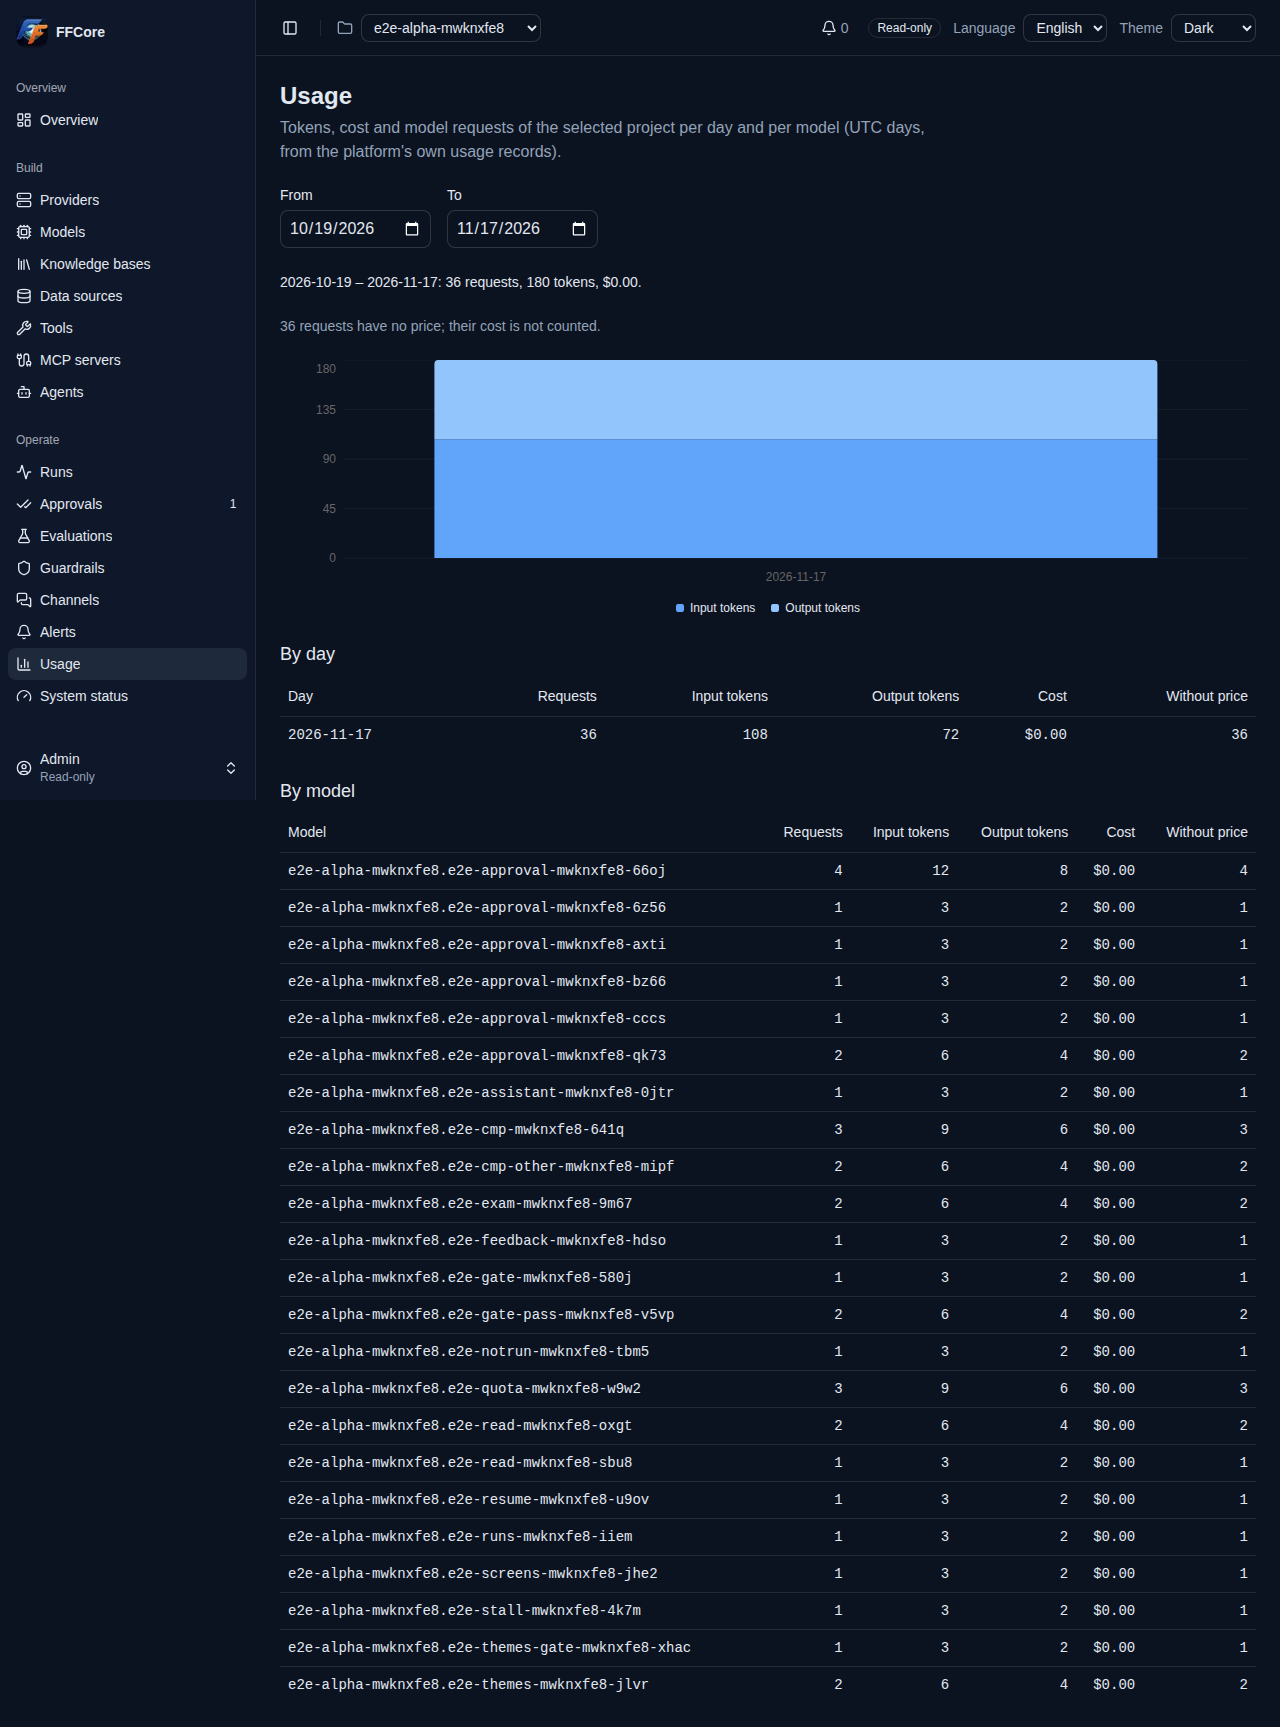 FFCore
Overview
Overview
Build
Providers
Models
Knowledge bases
Data sources
Tools
MCP servers
Agents
Operate
Runs
Approvals 1
Evaluations
Guardrails
Channels
Alerts
Usage
System status
Admin
Read-only
e2e-alpha-mwknxfe8 0 Read-only Language English Theme Dark
Usage
Tokens, cost and model requests of the selected project per day and per model (UTC days,
from the platform's own usage records).
From To
10/19/2026 11/17/2026
2026-10-19 – 2026-11-17: 36 requests, 180 tokens, $0.00.
36 requests have no price; their cost is not counted.
180
135
90
45
0
2026-11-17
Input tokens Output tokens
By day
Day Requests Input tokens Output tokens Cost Without price
2026-11-17 36 108 72 $0.00 36
By model
Model Requests Input tokens Output tokens Cost Without price
e2e-alpha-mwknxfe8.e2e-approval-mwknxfe8-66oj 4 12 8 $0.00 4
e2e-alpha-mwknxfe8.e2e-approval-mwknxfe8-6z56 1 3 2 $0.00 1
e2e-alpha-mwknxfe8.e2e-approval-mwknxfe8-axti 1 3 2 $0.00 1
e2e-alpha-mwknxfe8.e2e-approval-mwknxfe8-bz66 1 3 2 $0.00 1
e2e-alpha-mwknxfe8.e2e-approval-mwknxfe8-cccs 1 3 2 $0.00 1
e2e-alpha-mwknxfe8.e2e-approval-mwknxfe8-qk73 2 6 4 $0.00 2
e2e-alpha-mwknxfe8.e2e-assistant-mwknxfe8-0jtr 1 3 2 $0.00 1
e2e-alpha-mwknxfe8.e2e-cmp-mwknxfe8-641q 3 9 6 $0.00 3
e2e-alpha-mwknxfe8.e2e-cmp-other-mwknxfe8-mipf 2 6 4 $0.00 2
e2e-alpha-mwknxfe8.e2e-exam-mwknxfe8-9m67 2 6 4 $0.00 2
e2e-alpha-mwknxfe8.e2e-feedback-mwknxfe8-hdso 1 3 2 $0.00 1
e2e-alpha-mwknxfe8.e2e-gate-mwknxfe8-580j 1 3 2 $0.00 1
e2e-alpha-mwknxfe8.e2e-gate-pass-mwknxfe8-v5vp 2 6 4 $0.00 2
e2e-alpha-mwknxfe8.e2e-notrun-mwknxfe8-tbm5 1 3 2 $0.00 1
e2e-alpha-mwknxfe8.e2e-quota-mwknxfe8-w9w2 3 9 6 $0.00 3
e2e-alpha-mwknxfe8.e2e-read-mwknxfe8-oxgt 2 6 4 $0.00 2
e2e-alpha-mwknxfe8.e2e-read-mwknxfe8-sbu8 1 3 2 $0.00 1
e2e-alpha-mwknxfe8.e2e-resume-mwknxfe8-u9ov 1 3 2 $0.00 1
e2e-alpha-mwknxfe8.e2e-runs-mwknxfe8-iiem 1 3 2 $0.00 1
e2e-alpha-mwknxfe8.e2e-screens-mwknxfe8-jhe2 1 3 2 $0.00 1
e2e-alpha-mwknxfe8.e2e-stall-mwknxfe8-4k7m 1 3 2 $0.00 1
e2e-alpha-mwknxfe8.e2e-themes-gate-mwknxfe8-xhac 1 3 2 $0.00 1
e2e-alpha-mwknxfe8.e2e-themes-mwknxfe8-jlvr 2 6 4 $0.00 2